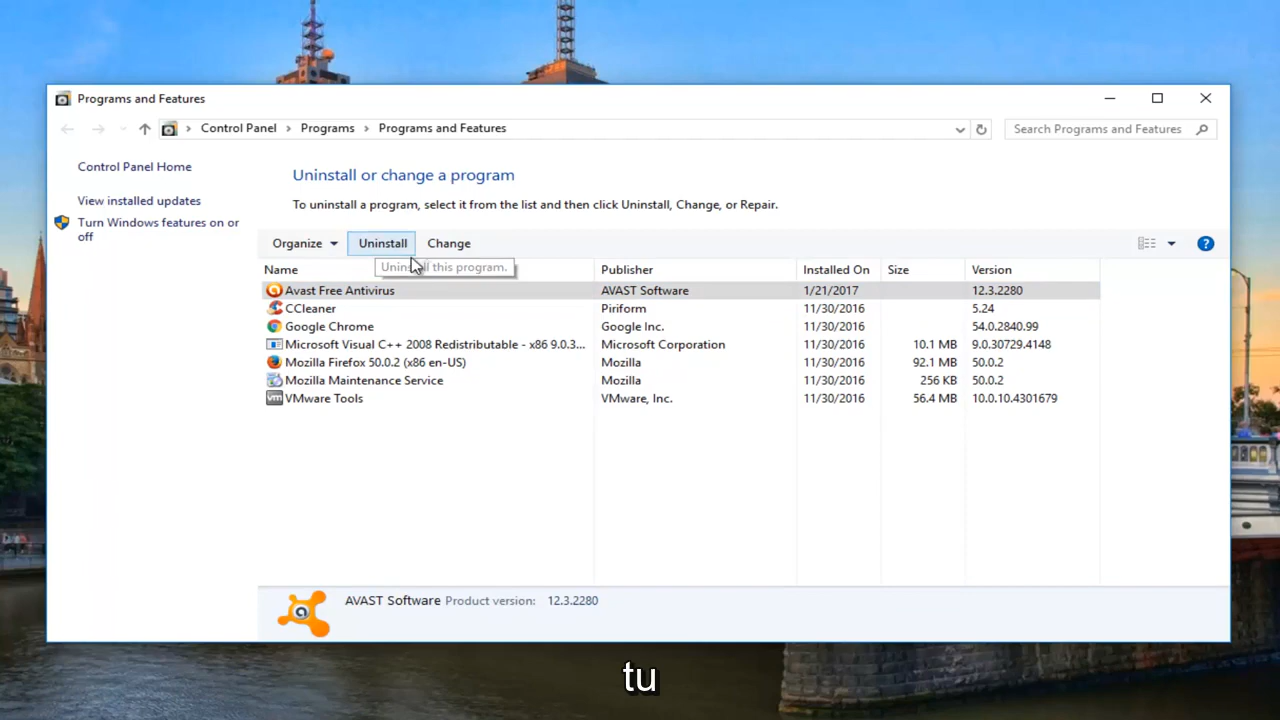 Programs and Features
Control Panel > Programs > Programs and Features
Search Programs and Features
Control Panel Home
View installed updates
Turn Windows features on or
off
Uninstall or change a program
To uninstall a program, select it from the list and then click Uninstall, Change, or Repair.
Organize Uninstall Change ?
Uninstall this program.
Name Publisher Installed On Size Version
Avast Free Antivirus AVAST Software 1/21/2017 12.3.2280
CCleaner Piriform 11/30/2016 5.24
Google Chrome Google Inc. 11/30/2016 54.0.2840.99
Microsoft Visual C++ 2008 Redistributable - x86 9.0.3... Microsoft Corporation 11/30/2016 10.1 MB 9.0.30729.4148
Mozilla Firefox 50.0.2 (x86 en-US) Mozilla 11/30/2016 92.1 MB 50.0.2
Mozilla Maintenance Service Mozilla 11/30/2016 256 KB 50.0.2
VMware Tools VMware, Inc. 11/30/2016 56.4 MB 10.0.10.4301679
AVAST Software Product version: 12.3.2280
tu